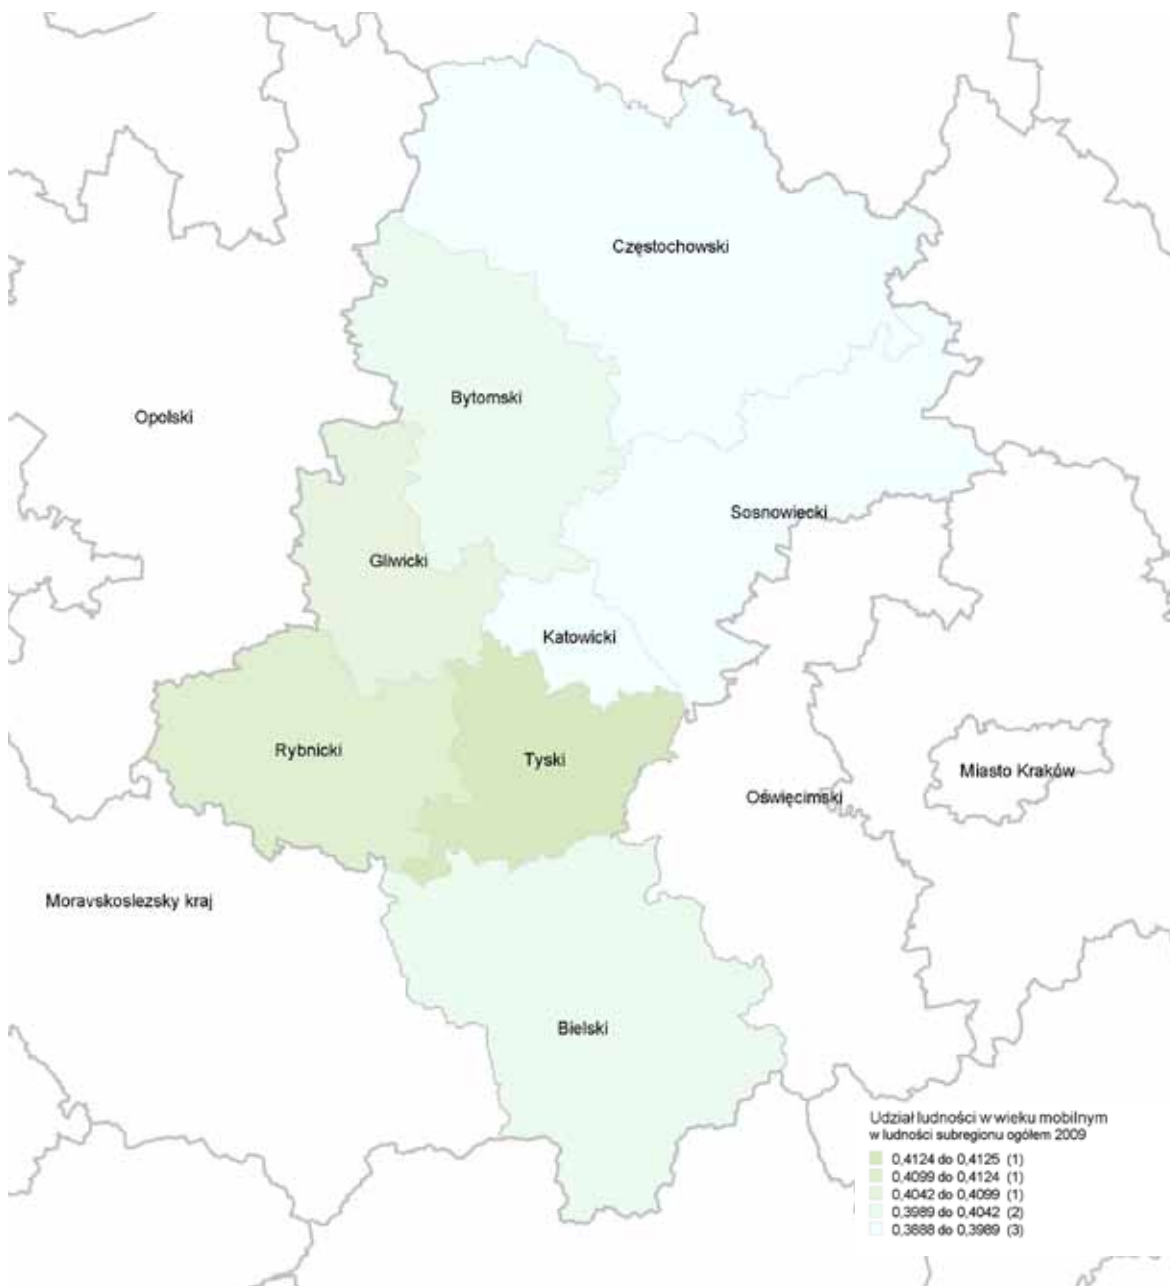 Częstochowski
Bytomski
Opolski
Sosnowiecki
Gliwicki
Katowicki
Rybnicki
Tyski
Miasto Kraków
Oświęcimski
Moravskoslezsky kraj
Bielski
Udział ludności w wieku mobilnym
w ludności subregionu ogółem 2009
0,4124 do 0,4125 (1)
0,4099 do 0,4124 (1)
0,4042 do 0,4099 (1)
0,3989 do 0,4042 (2)
0,3888 do 0,3989 (3)